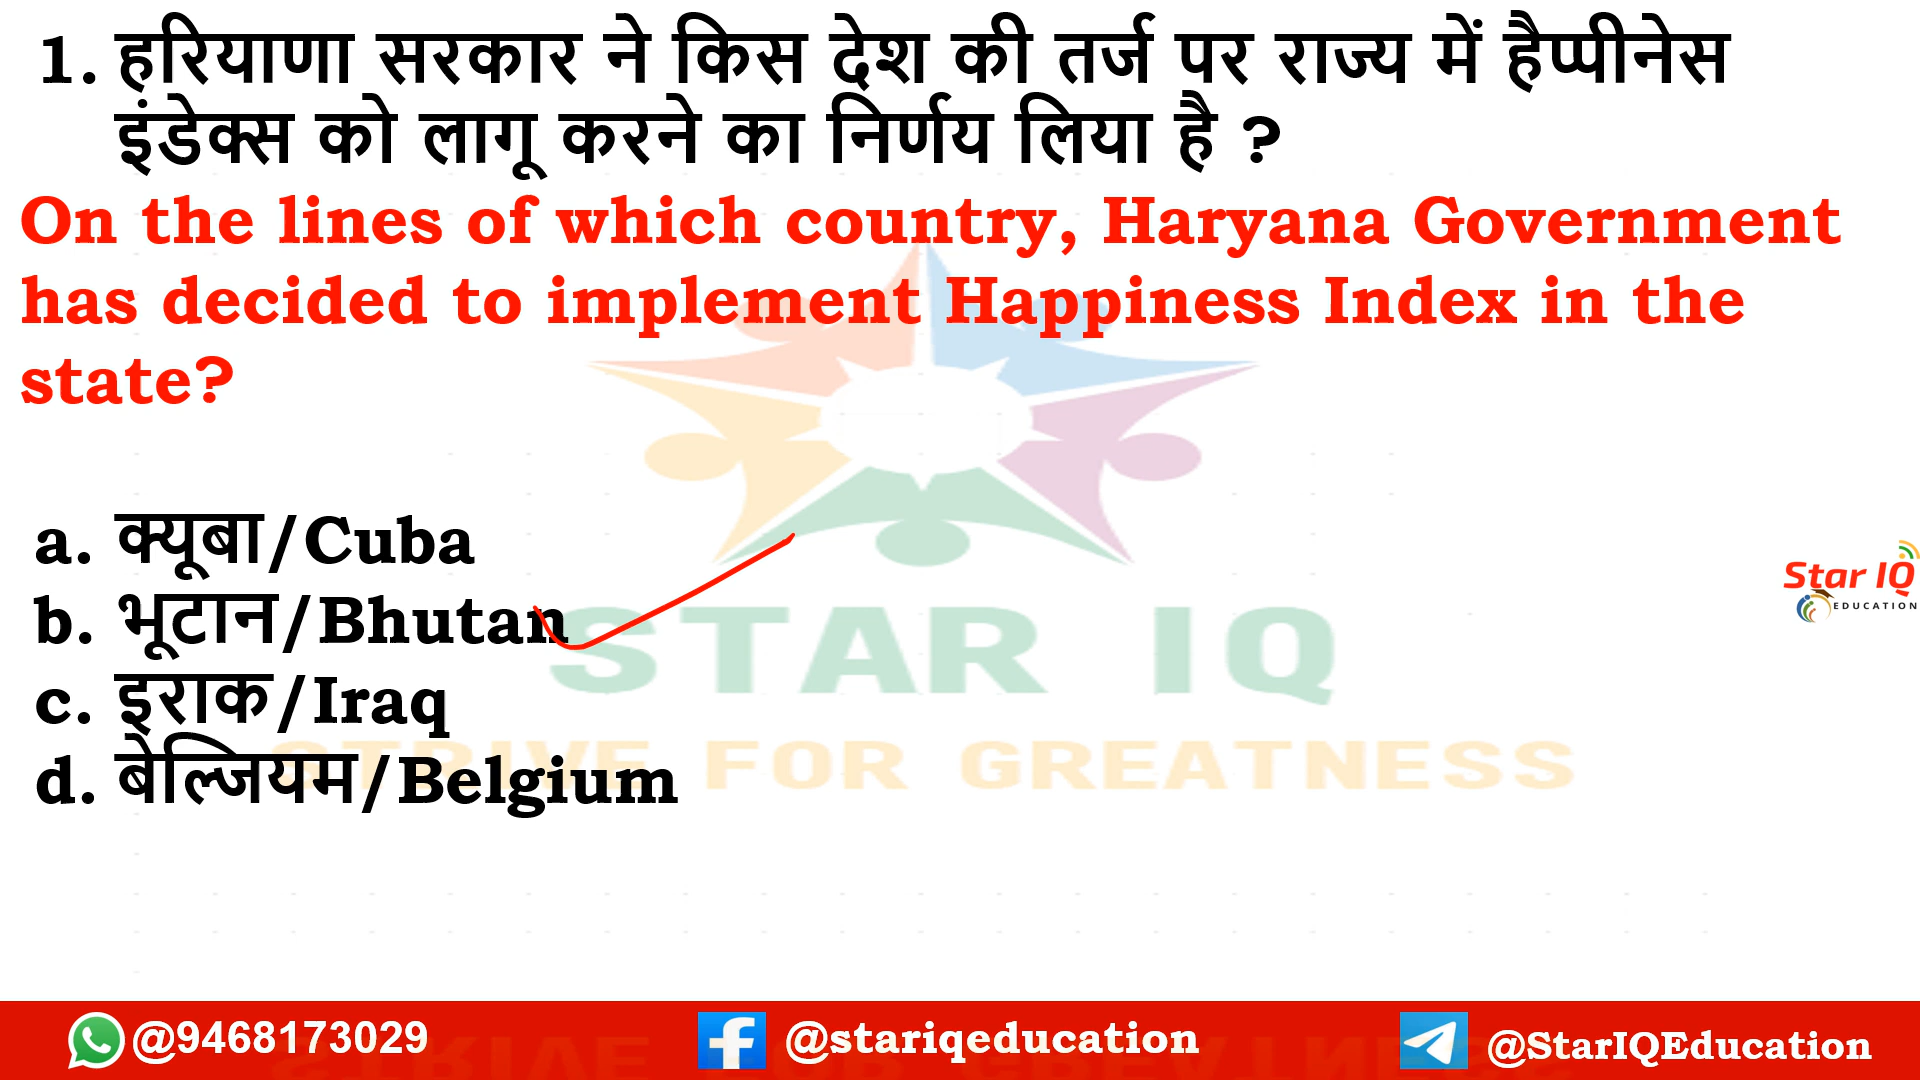 1. हरियाणा सरकार ने किस देश की तर्ज पर राज्य में हैप्पीनेस
इंडेक्स को लागू करने का निर्णय लिया है ?
On the lines of which country, Haryana Government
has decided to implement Happiness Index in the
state?
a. क्यूबा/Cuba
b. भूटान/Bhutan
c. इराक/Iraq
d. बेल्जियम/Belgium
STAR IQ
STRIVE FOR GREATNESS
Star IQ
EDUCATION
@9468173029
@stariqeducation
@StarIQEducation